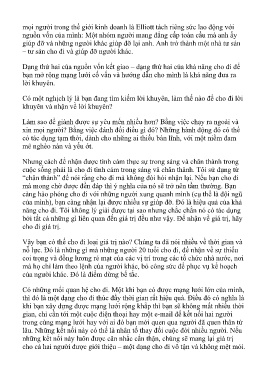 mọi người trong thế giới kinh doanh là Elliott tách riêng sức lao động với
nguồn vốn của mình: Một nhóm người mang đẳng cấp toàn cầu mà anh ấy
giúp đỡ và những người khác giúp đỡ lại anh. Anh trở thành một nhà tư sản
– tư sản cho đi và giúp đỡ người khác.
Dạng thứ hai của nguồn vốn kết giao – dạng thứ hai của khả năng cho đi để
bạn mở rộng mạng lưới cố vấn và hướng dẫn cho mình là khả năng đưa ra
lời khuyên.
Có một nghịch lý là bạn đang tìm kiếm lời khuyên, làm thế nào để cho đi lời
khuyên và nhận về lời khuyên?
Làm sao để giành được sự yêu mến nhiều hơn? Bằng việc chạy ra ngoài và
xin mọi người? Bằng việc đánh đổi điều gì đó? Những hành động đó có thể
có tác dụng tạm thời, dành cho những ai thiếu bản lĩnh, với một niềm đam
mê nghèo nàn và yếu ớt.
Nhưng cách để nhận được tình cảm thực sự trong sáng và chân thành trong
cuộc sống phải là cho đi tình cảm trong sáng và chân thành. Tôi sử dụng từ
“chân thành” để nói rằng cho đi mà không đòi hỏi nhận lại. Nếu bạn cho đi
mà mong chờ được đền đáp thì ý nghĩa của nó sẽ trở nên tầm thường. Bạn
càng hào phóng cho đi với những người xung quanh mình (cụ thể là đội ngũ
của mình), bạn càng nhận lại được nhiều sự giúp đỡ. Đó là hiệu quả của khả
năng cho đi. Tôi không lý giải được tại sao nhưng chắc chắn nó có tác dụng
bởi tất cả những gì liên quan đến giá trị đều như vậy. Để nhận về giá trị, hãy
cho đi giá trị.
Vậy bạn có thể cho đi loại giá trị nào? Chúng ta đã nói nhiều về thời gian và
nỗ lực. Đó là những gì mà những người 20 tuổi cho đi, để nhận về sự thiếu
coi trọng và đồng lương rẻ mạt của các vị trí trong các tổ chức nhà nước, nơi
mà họ chỉ làm theo lệnh của người khác, bỏ công sức để phục vụ kế hoạch
của người khác. Đó là điểm dừng bế tắc.
Có những mối quan hệ cho đi. Một khi bạn có được mạng lưới lớn của mình,
thì đó là một dạng cho đi thúc đẩy thời gian rất hiệu quả. Điều đó có nghĩa là
khi bạn xây dựng được mạng lưới rộng khắp thì bạn sẽ không mất nhiều thời
gian, chỉ cần tới một cuộc điện thoại hay một e-mail để kết nối hai người
trong cùng mạng lưới hay với ai đó bạn mới quen qua người đã quen thân từ
lâu. Những kết nối này có thể là nhân tố thay đổi cuộc đời nhiều người. Nếu
những kết nối này luôn được cân nhắc cẩn thận, chúng sẽ mang lại giá trị
cho cả hai người được giới thiệu – một dạng cho đi vô tận và không mệt mỏi.